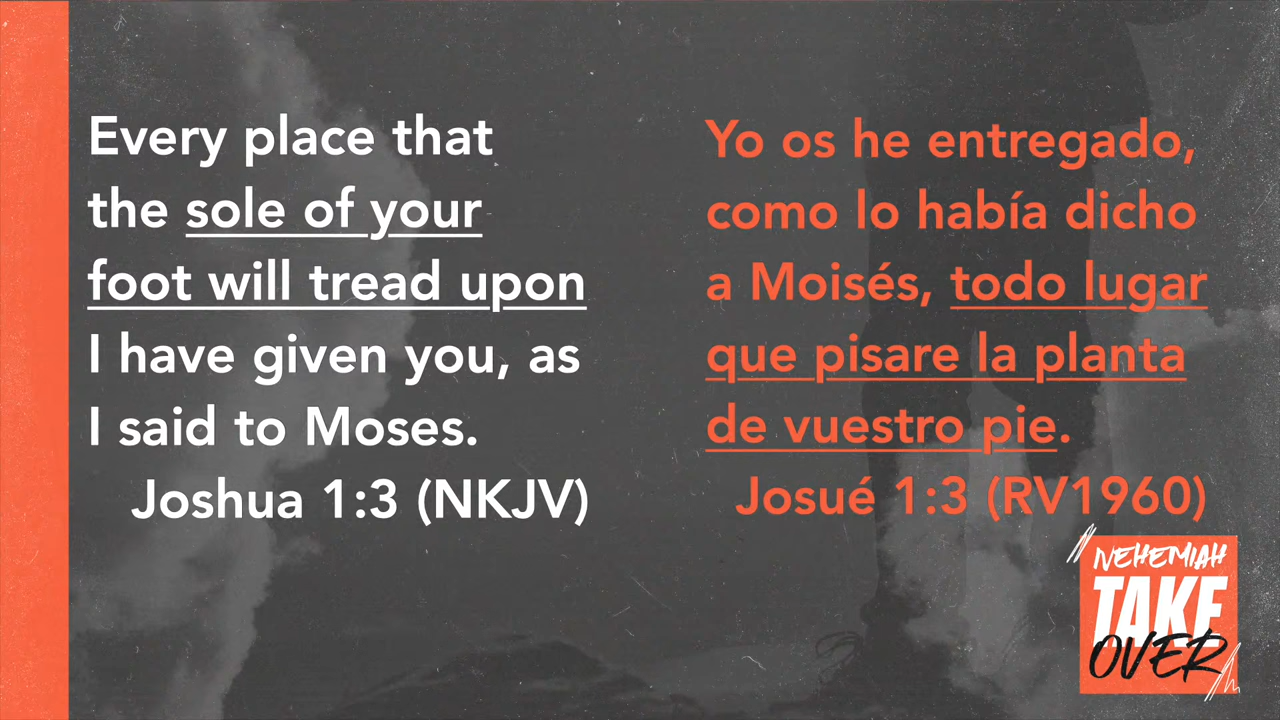 Every place that
the sole of your
foot will tread upon
I have given you, as
I said to Moses.
Joshua 1:3 (NKJV)
Yo os he entregado,
como lo había dicho
a Moisés, todo lugar
que pisare la planta
de vuestro pie.
Josué 1:3 (RV1960)
NEHEMIAH
TAKE
OVER